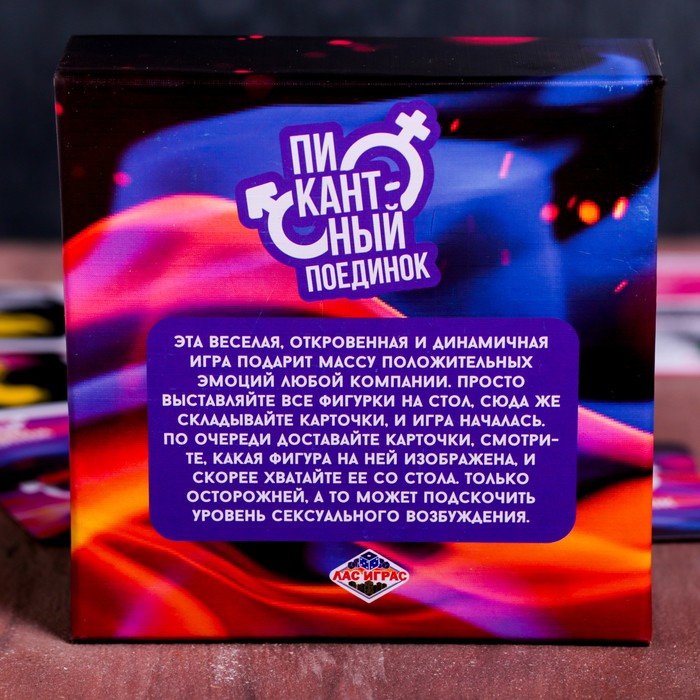 ПИ
КАНТ-
НЫЙ
ПОЕДИНОК
ЭТА ВЕСЕЛАЯ, ОТКРОВЕННАЯ И ДИНАМИЧНАЯ
ИГРА ПОДАРИТ МАССУ ПОЛОЖИТЕЛЬНЫХ
ЭМОЦИЙ ЛЮБОЙ КОМПАНИИ. ПРОСТО
ВЫСТАВЛЯЙТЕ ВСЕ ФИГУРКИ НА СТОЛ, СЮДА ЖЕ
СКЛАДЫВАЙТЕ КАРТОЧКИ, И ИГРА НАЧАЛАСЬ.
ПО ОЧЕРЕДИ ДОСТАВАЙТЕ КАРТОЧКИ, СМОТРИ-
ТЕ, КАКАЯ ФИГУРА НА НЕЙ ИЗОБРАЖЕНА, И
СКОРЕЕ ХВАТАЙТЕ ЕЕ СО СТОЛА. ТОЛЬКО
ОСТОРОЖНЕЙ, А ТО МОЖЕТ ПОДСКОЧИТЬ
УРОВЕНЬ СЕКСУАЛЬНОГО ВОЗБУЖДЕНИЯ.
ЛАС ИГРАС